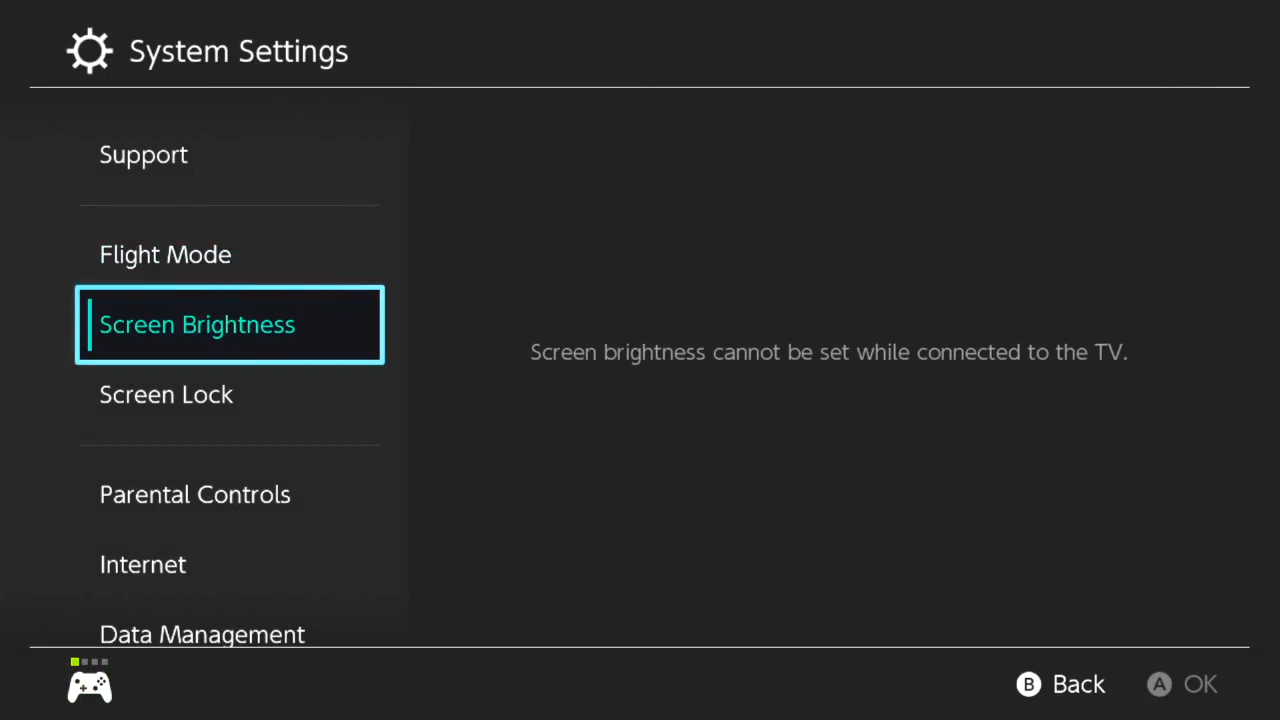 System Settings
Support
Flight Mode
Screen Brightness
Screen Lock
Parental Controls
Internet
Data Management
Screen brightness cannot be set while connected to the TV.
B Back
A OK